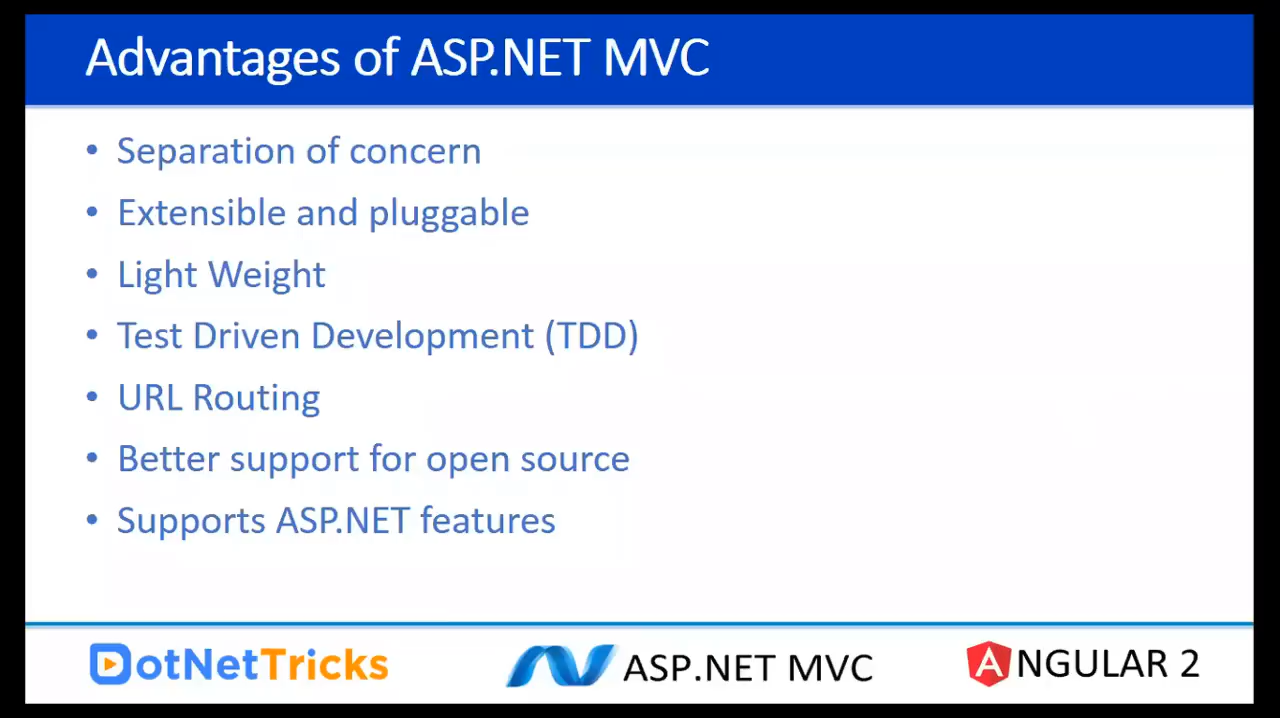 Advantages of ASP.NET MVC
• Separation of concern
• Extensible and pluggable
• Light Weight
• Test Driven Development (TDD)
• URL Routing
• Better support for open source
• Supports ASP.NET features
DotNetTricks
ASP.NET MVC
ANGULAR 2